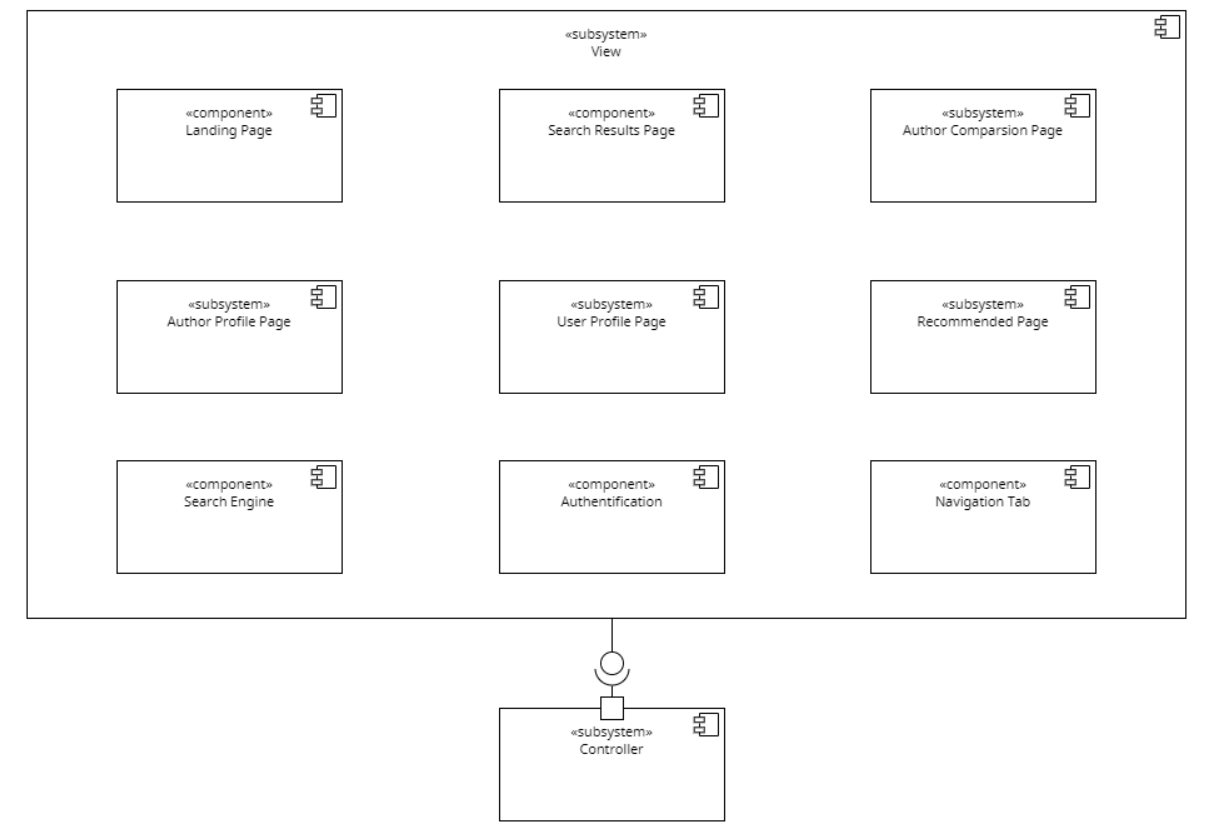 «subsystem»
View
«component»
Landing Page
«component»
Search Results Page
«subsystem»
Author Comparsion Page
«subsystem»
Author Profile Page
«subsystem»
User Profile Page
«subsystem»
Recommended Page
«component»
Search Engine
«component»
Authentification
«component»
Navigation Tab
«subsystem»
Controller